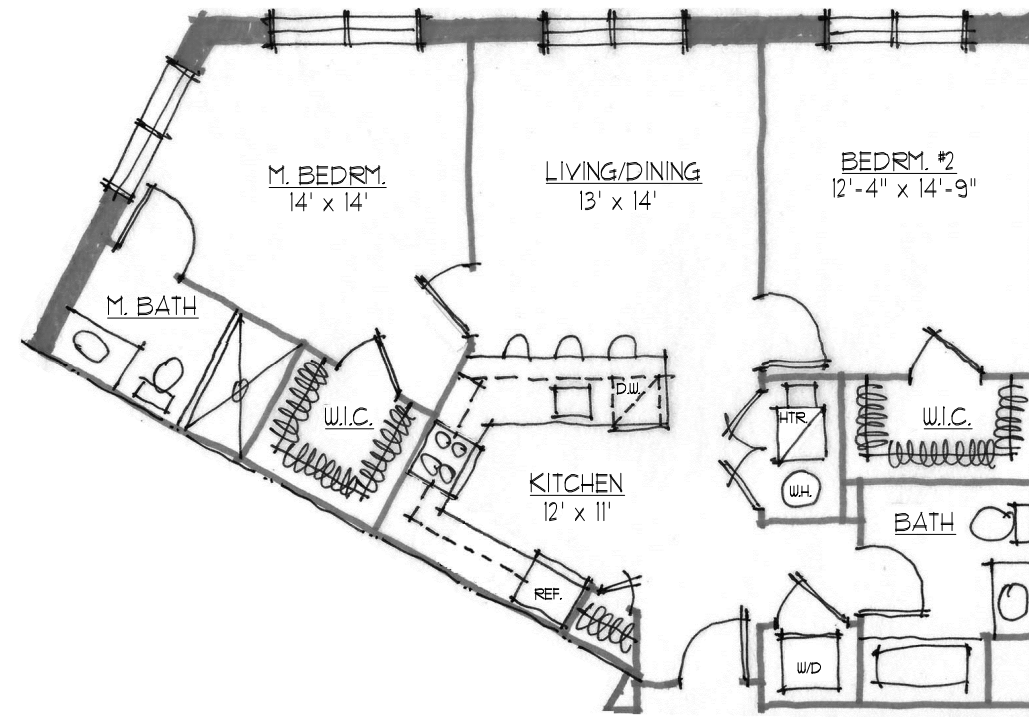 M. BEDRM.
14' x 14'
LIVING/DINING
13' x 14'
BEDRM. #2
12'-4" x 14'-9"
M. BATH
W.I.C.
D.W.
HTR.
W.I.C.
KITCHEN
12' x 11'
W.H.
BATH
REF.
W/D